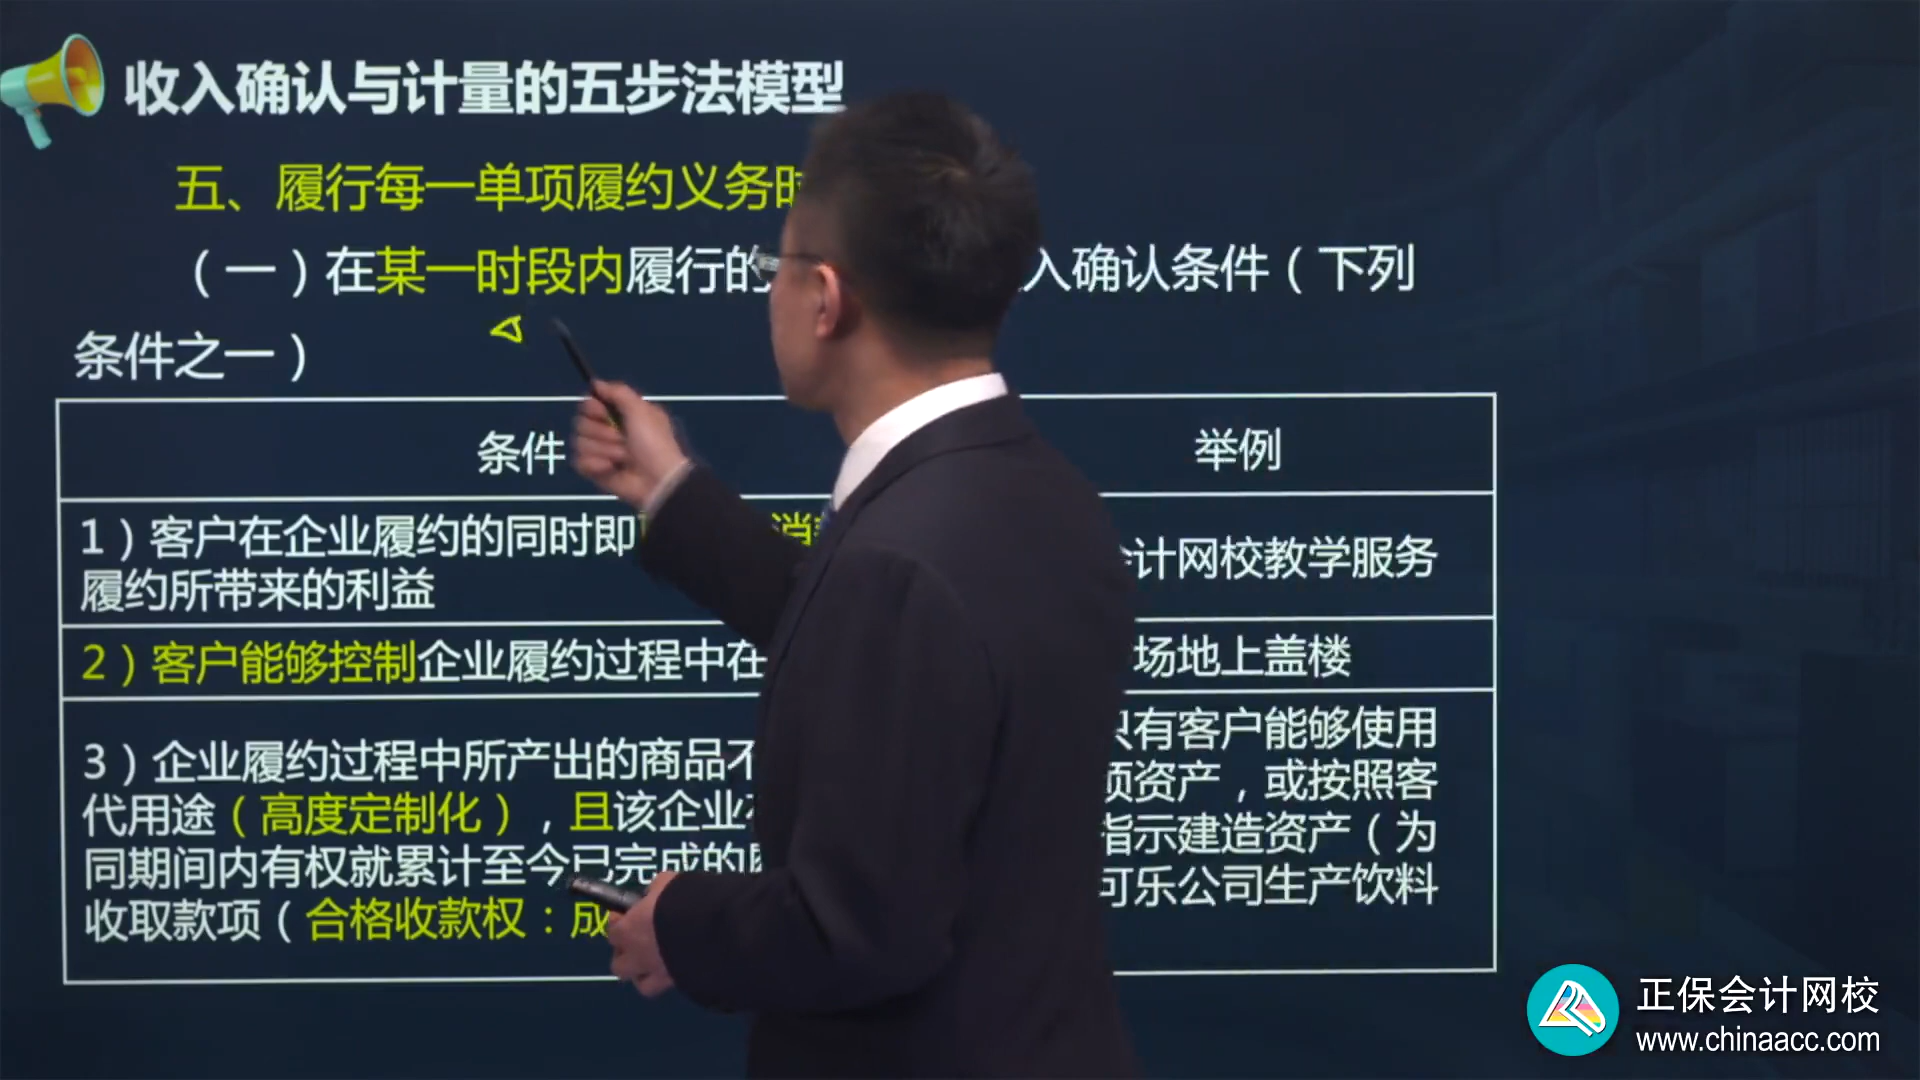 收入确认与计量的五步法模型
五、履行每一单项履约义务时
（一）在某一时段内履行的 入确认条件（下列
条件之一）
条件 举例
1）客户在企业履约的同时即 消
履约所带来的利益
计网校教学服务
2）客户能够控制企业履约过程中在
场地上盖楼
3）企业履约过程中所产出的商品不
代用途（高度定制化），且该企业在
同期间内有权就累计至今已完成的履
收取款项（合格收款权：成
只有客户能够使用
项资产，或按照客
指示建造资产（为
可乐公司生产饮料
正保会计网校
www.chinaacc.com